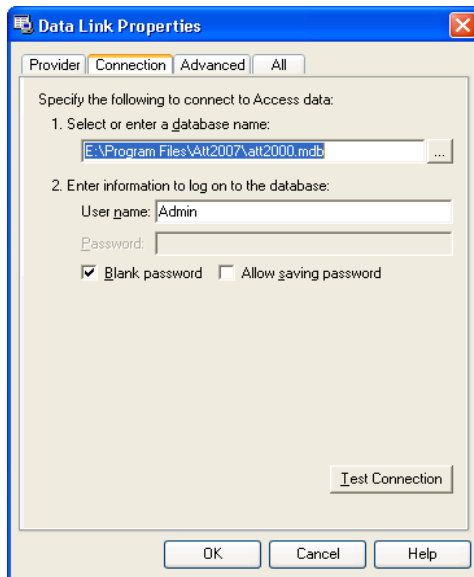 Data Link Properties
Provider Connection Advanced All
Specify the following to connect to Access data:
1. Select or enter a database name:
E:\Program Files\Att2007\att2000.mdb ...
2. Enter information to log on to the database:
User name: Admin
Password:
Blank password Allow saving password
Test Connection
OK Cancel Help